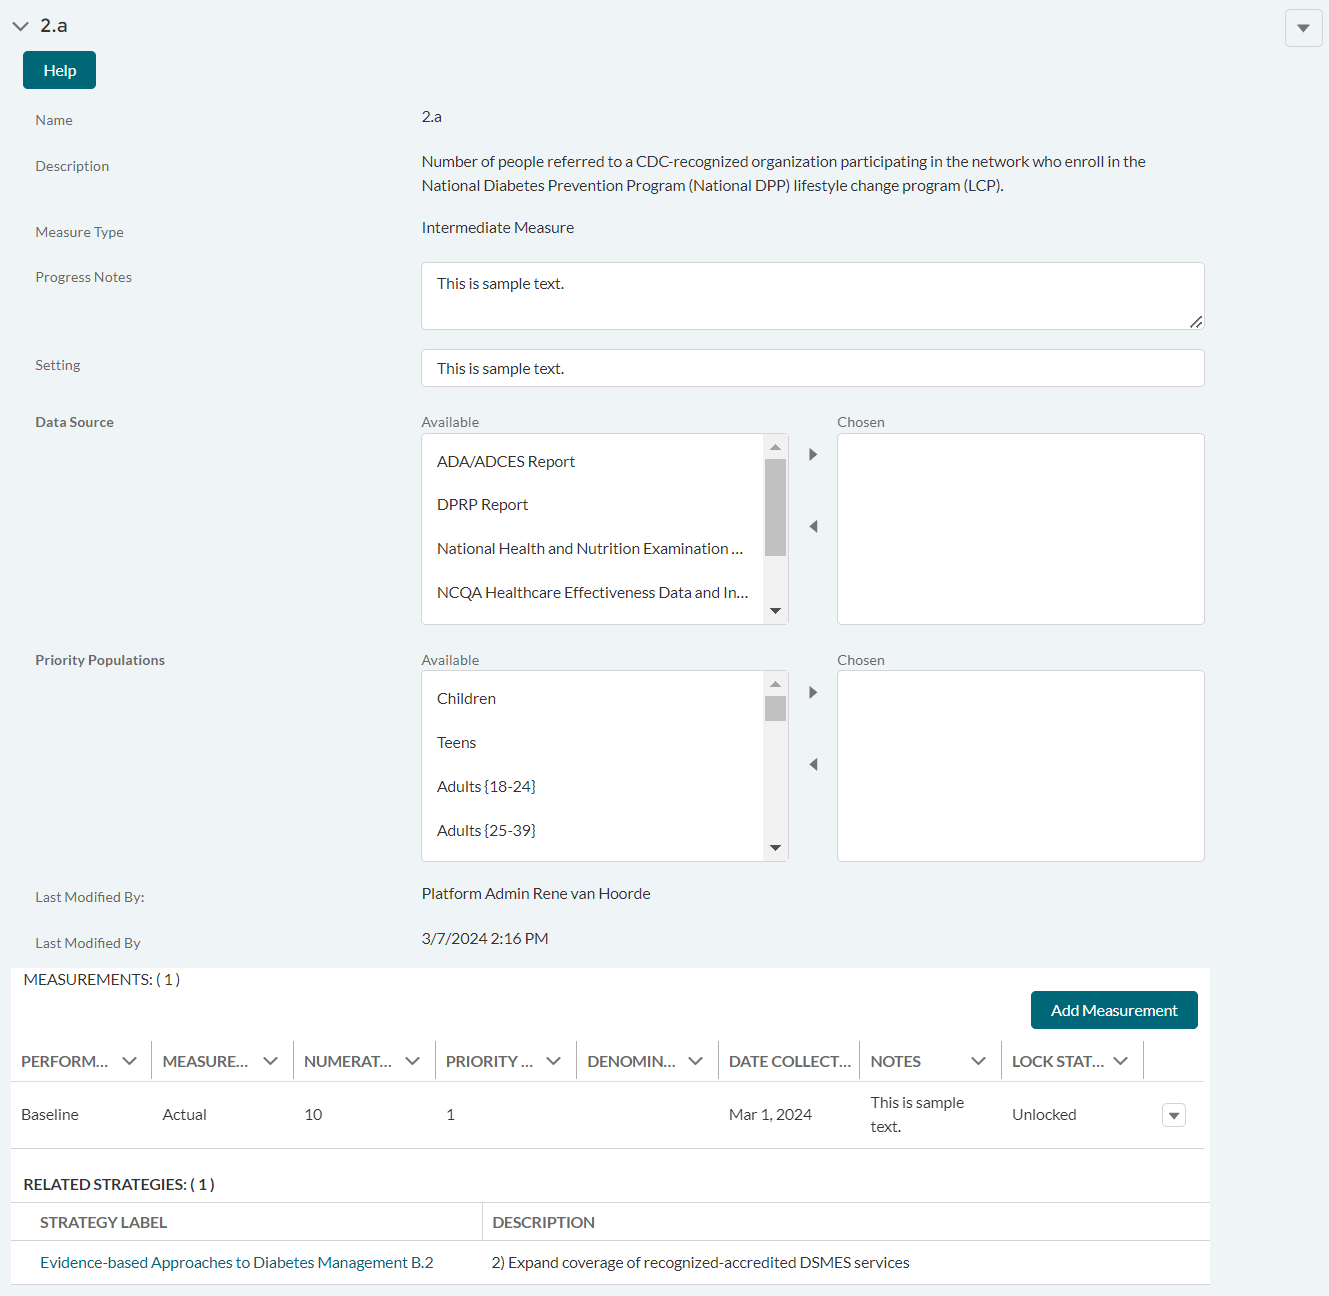 2.a
Help
Name
2.a
Description
Number of people referred to a CDC-recognized organization participating in the network who enroll in the
National Diabetes Prevention Program (National DPP) lifestyle change program (LCP).
Measure Type
Intermediate Measure
Progress Notes
This is sample text.
Setting
This is sample text.
Data Source
Available
Chosen
ADA/ADCES Report
DPRP Report
National Health and Nutrition Examination ...
NCQA Healthcare Effectiveness Data and In...
Priority Populations
Available
Chosen
Children
Teens
Adults {18-24}
Adults {25-39}
Last Modified By:
Platform Admin Rene van Hoorde
Last Modified By
3/7/2024 2:16 PM
MEASUREMENTS: ( 1 )
Add Measurement
PERFORM... MEASURE... NUMERAT... PRIORITY ... DENOMIN... DATE COLLECT... NOTES LOCK STAT...
Baseline Actual 10 1 Mar 1, 2024 This is sample Unlocked
text.
RELATED STRATEGIES: ( 1 )
STRATEGY LABEL DESCRIPTION
Evidence-based Approaches to Diabetes Management B.2 2) Expand coverage of recognized-accredited DSMES services